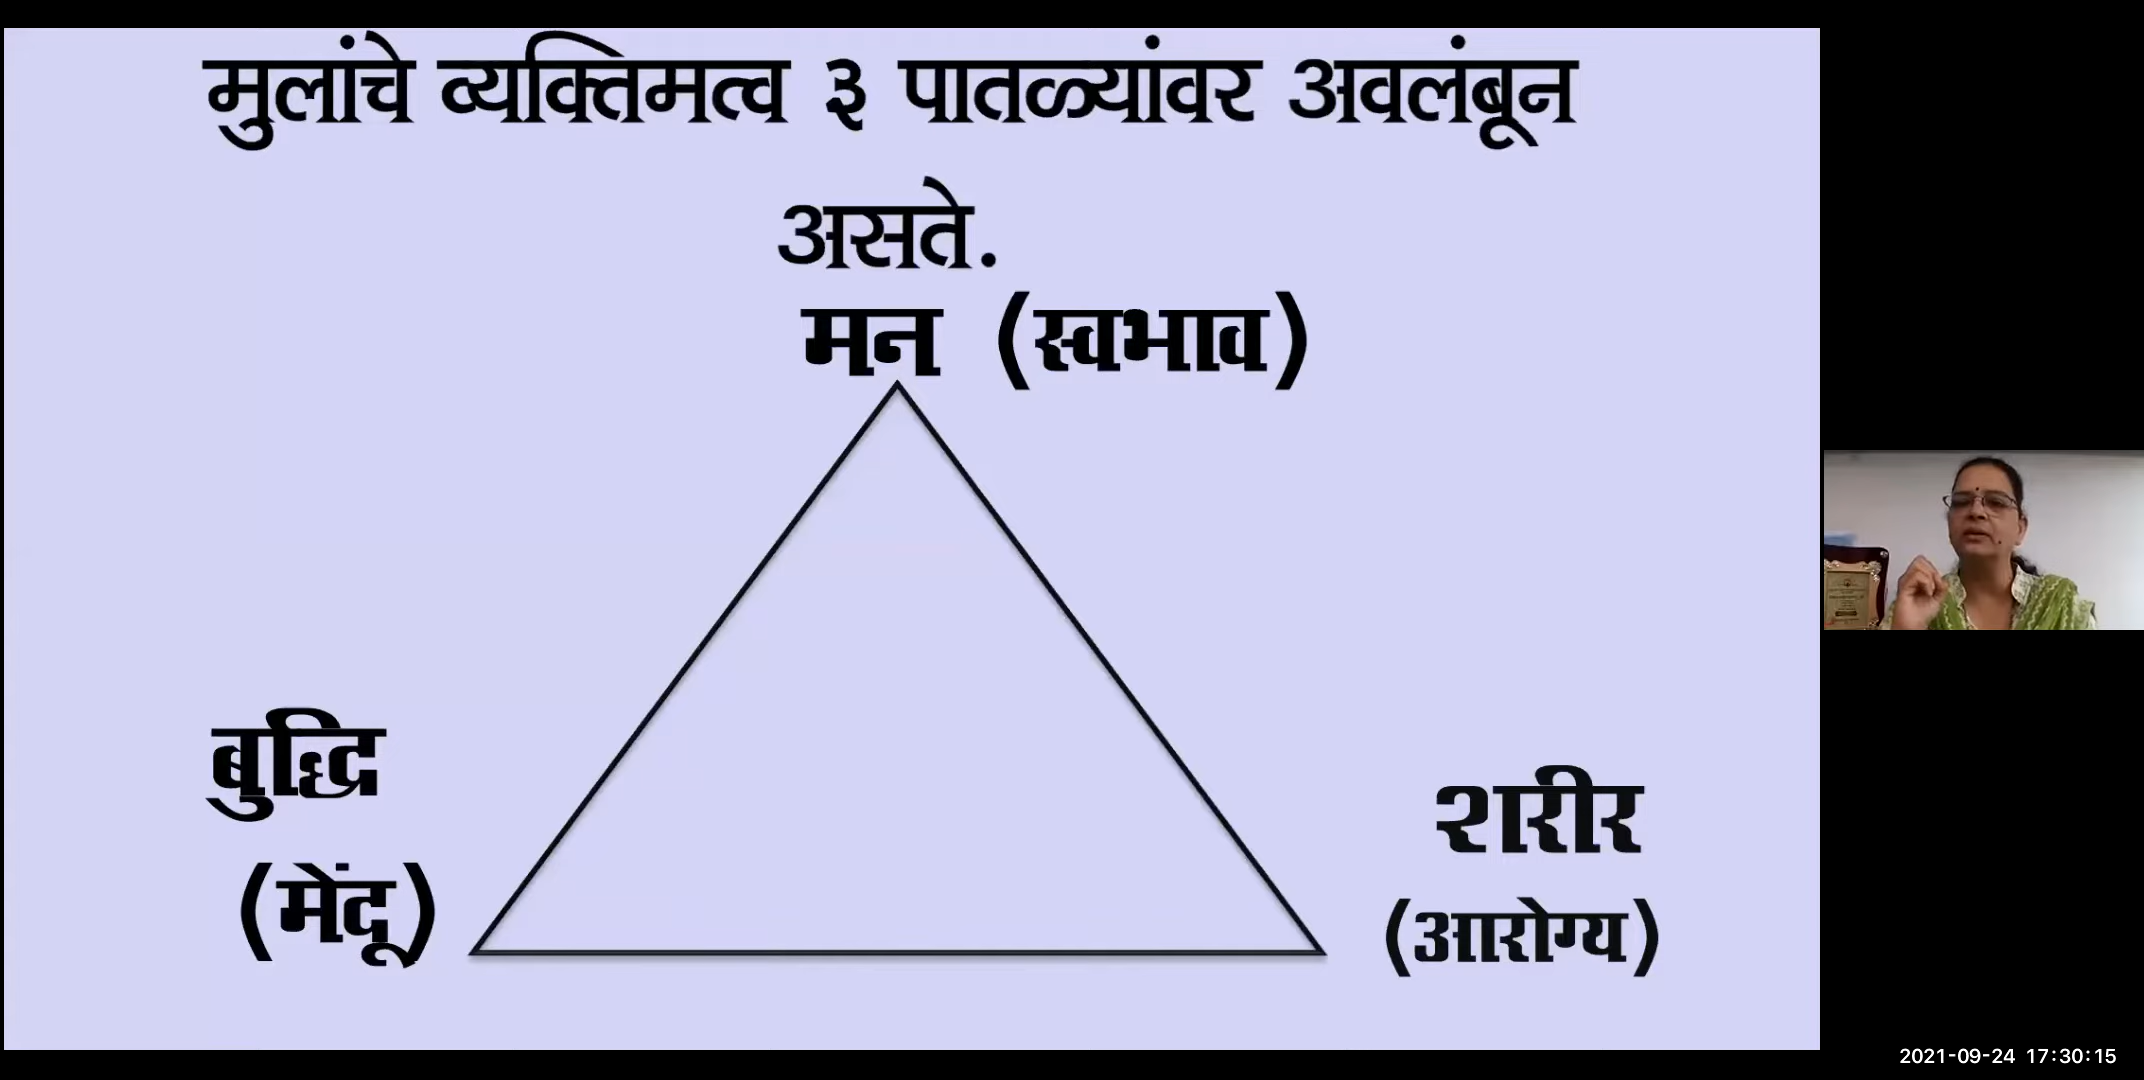 मुलांचे व्यक्तिमत्व ३ पातळ्यांवर अवलंबून
असते.
मन (स्वभाव)
बुद्धि
(मेंदू)
शरीर
(आरोग्य)
2021-09-24 17:30:15